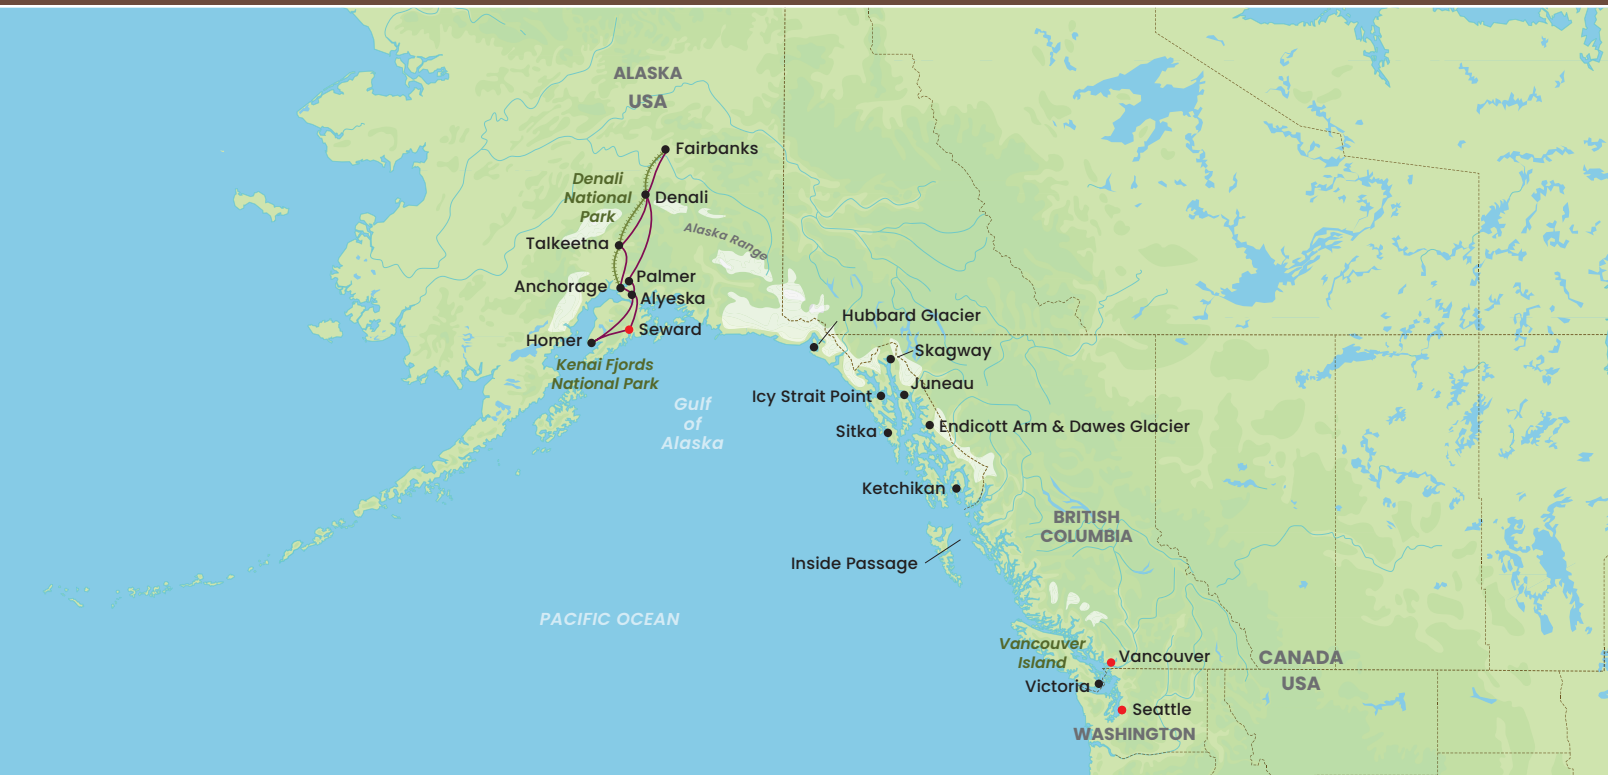 ALASKA
USA
Fairbanks
Denali
National
Park
Denali
Alaska Range
Talkeetna
Palmer
Anchorage
Alyeska
Seward
Homer
Kenai Fjords
National Park
Hubbard Glacier
Skagway
Juneau
Icy Strait Point
Gulf
of
Alaska
Sitka
Endicott Arm & Dawes Glacier
Ketchikan
BRITISH
COLUMBIA
Inside Passage
PACIFIC OCEAN
Vancouver
Island
Vancouver
CANADA
USA
Victoria
Seattle
WASHINGTON